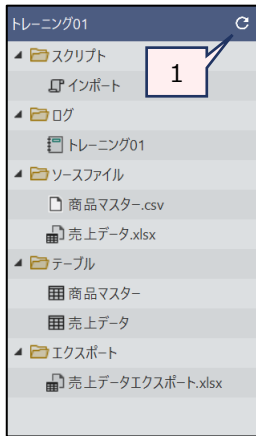 トレーニング01
1
スクリプト
インポート
ログ
トレーニング01
ソースファイル
商品マスター.csv
売上データ.xlsx
テーブル
商品マスター
売上データ
エクスポート
売上データエクスポート.xlsx